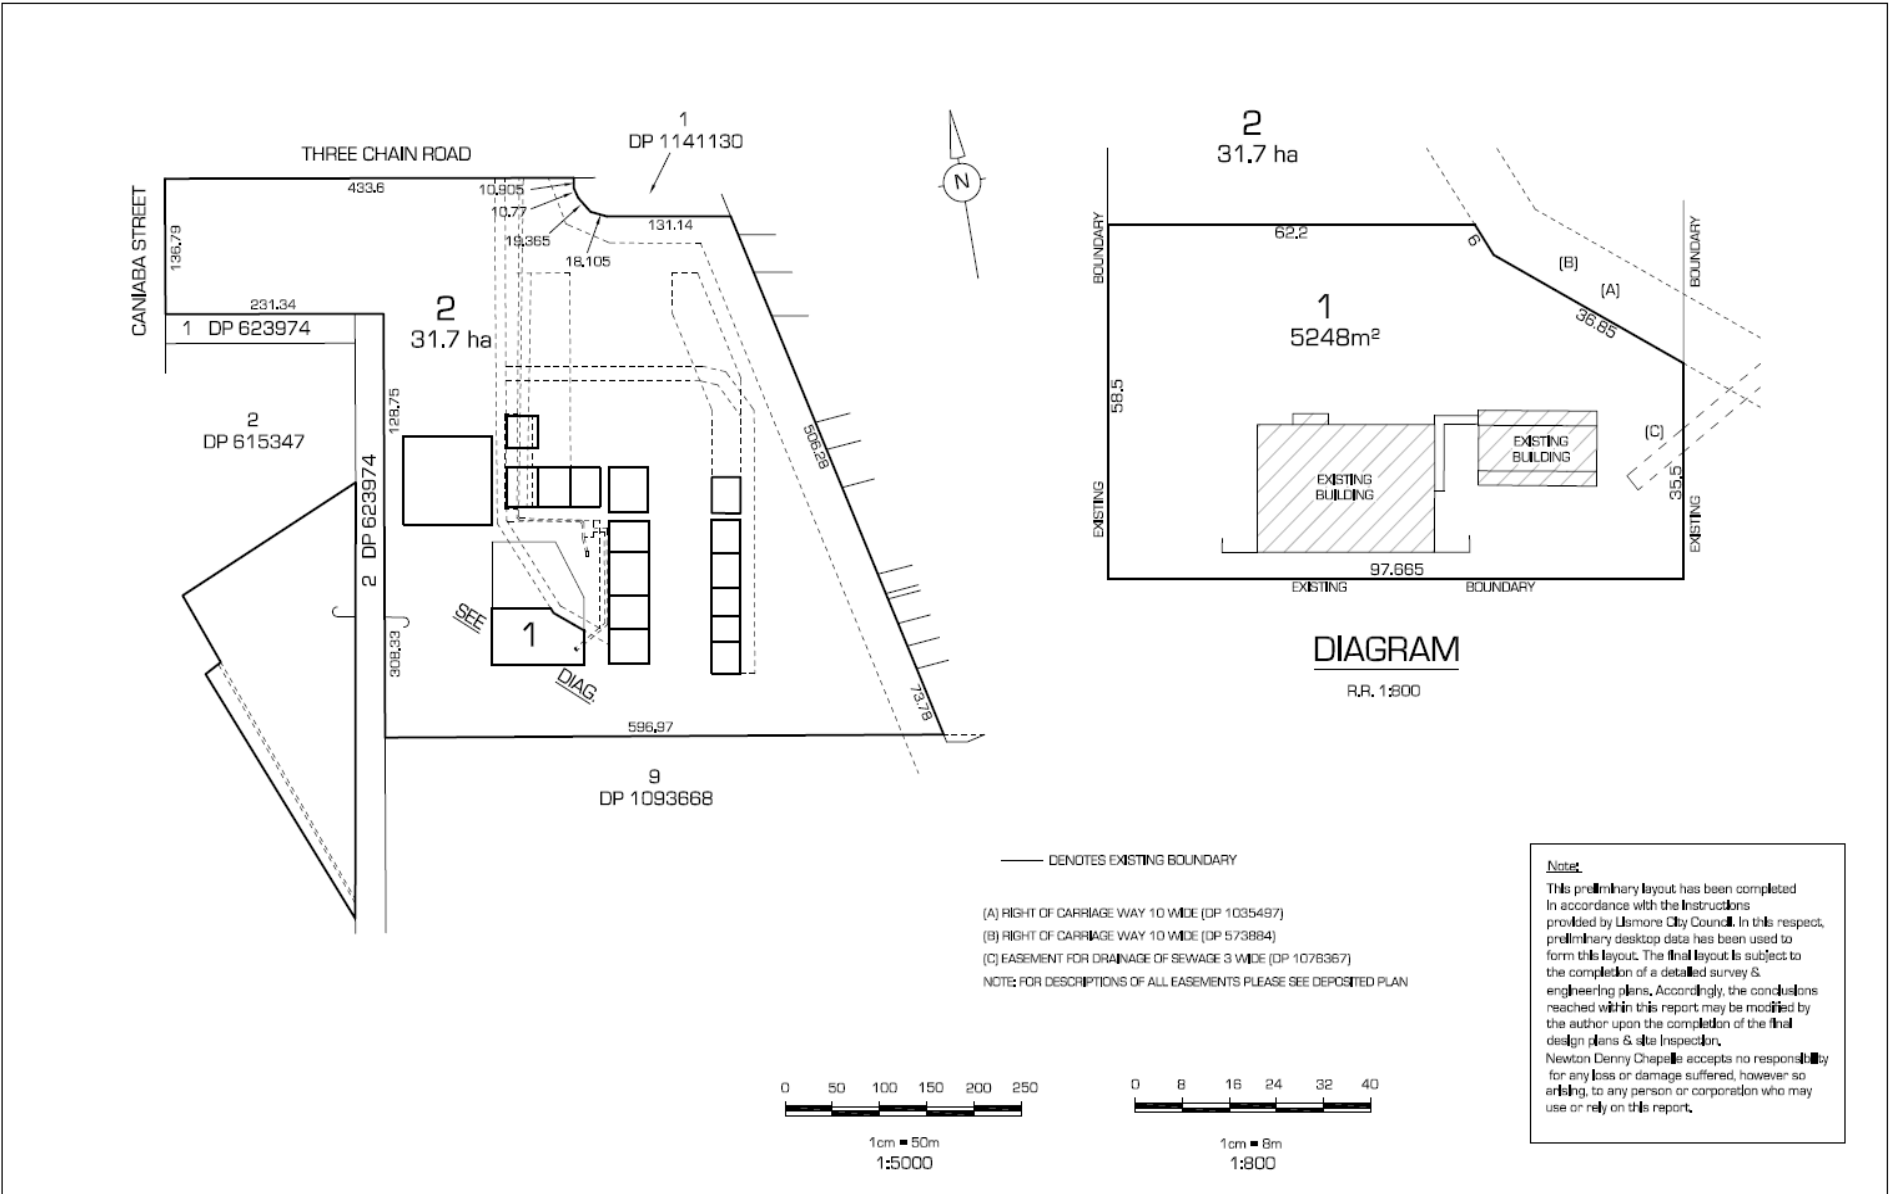 1
DP 1141130
THREE CHAIN ROAD
433.6
10.905
10.77
19.365
18.105
131.14
CANIABA STREET
136.79
231.34
1 DP 623974
2
31.7 ha
128.75
2
DP 615347
2 DP 623974
506.28
SEE
1
DIAG.
308.33
73.78
596.97
9
DP 1093668
N
2
31.7 ha
BOUNDARY
62.2
6
(B)
(A)
BOUNDARY
1
5248m²
36.85
58.5
EXISTING
BUILDING
EXISTING
BUILDING
(C)
35.5
EXISTING
EXISTING
97.665
EXISTING BOUNDARY
DIAGRAM
R.R. 1:800
DENOTES EXISTING BOUNDARY
(A) RIGHT OF CARRIAGE WAY 10 WIDE (DP 1035497)
(B) RIGHT OF CARRIAGE WAY 10 WIDE (DP 573884)
(C) EASEMENT FOR DRAINAGE OF SEWAGE 3 WIDE (DP 1076367)
NOTE: FOR DESCRIPTIONS OF ALL EASEMENTS PLEASE SEE DEPOSITED PLAN
Note:
This preliminary layout has been completed
in accordance with the instructions
provided by Lismore City Council. In this respect,
preliminary desktop data has been used to
form this layout. The final layout is subject to
the completion of a detailed survey &
engineering plans. Accordingly, the conclusions
reached within this report may be modified by
the author upon the completion of the final
design plans & site inspection.
Newton Denny Chapelle accepts no responsibility
for any loss or damage suffered, however so
arising, to any person or corporation who may
use or rely on this report.
0 50 100 150 200 250
1cm = 50m
1:5000
0 8 16 24 32 40
1cm = 8m
1:800